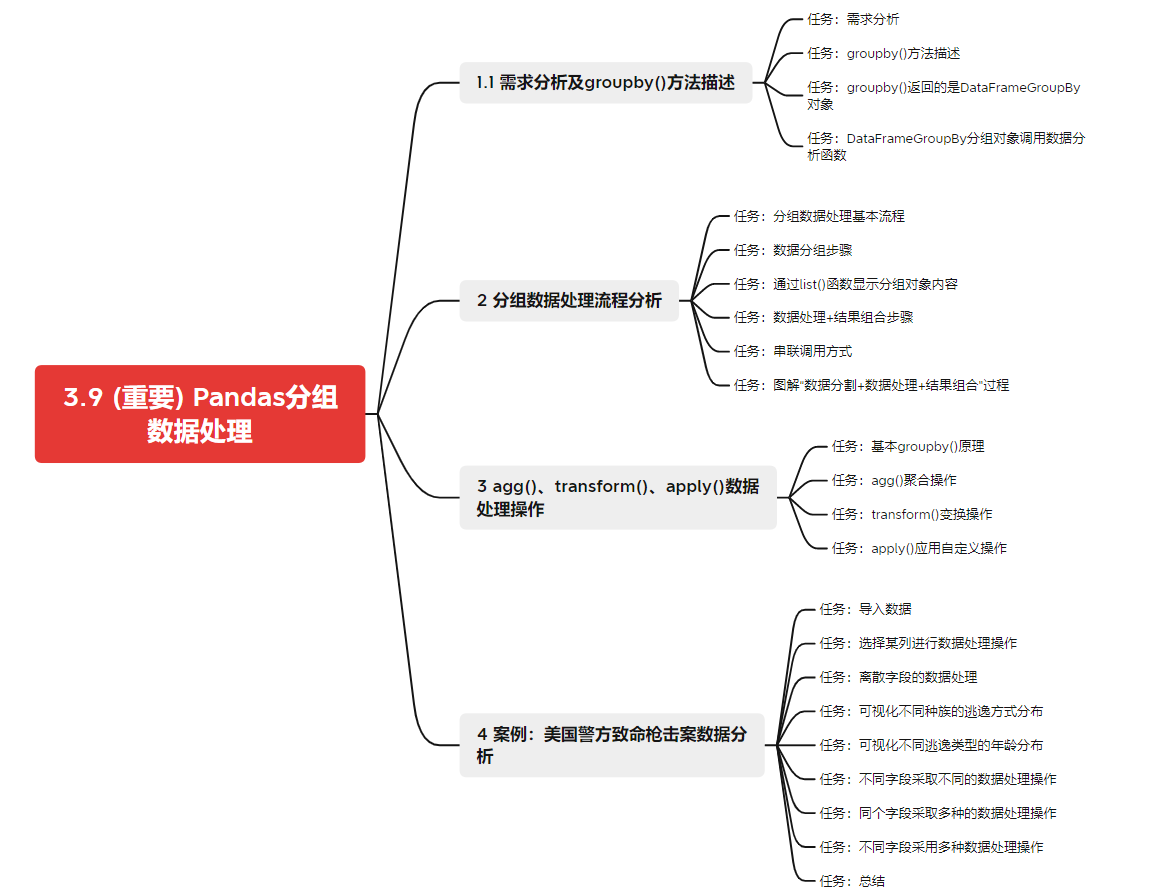 3.9 (重要) Pandas分组
数据处理
1.1 需求分析及groupby()方法描述
任务：需求分析
任务：groupby()方法描述
任务：groupby()返回的是DataFrameGroupBy
对象
任务：DataFrameGroupBy分组对象调用数据分
析函数
2 分组数据处理流程分析
任务：分组数据处理基本流程
任务：数据分组步骤
任务：通过list()函数显示分组对象内容
任务：数据处理+结果组合步骤
任务：串联调用方式
任务：图解“数据分割+数据处理+结果组合”过程
3 agg()、transform()、apply()数据
处理操作
任务：基本groupby()原理
任务：agg()聚合操作
任务：transform()变换操作
任务：apply()应用自定义操作
4 案例：美国警方致命枪击案数据分
析
任务：导入数据
任务：选择某列进行数据处理操作
任务：离散字段的数据处理
任务：可视化不同种族的逃逸方式分布
任务：可视化不同逃逸类型的年龄分布
任务：不同字段采取不同的数据处理操作
任务：同个字段采取多种的数据处理操作
任务：不同字段采用多种数据处理操作
任务：总结